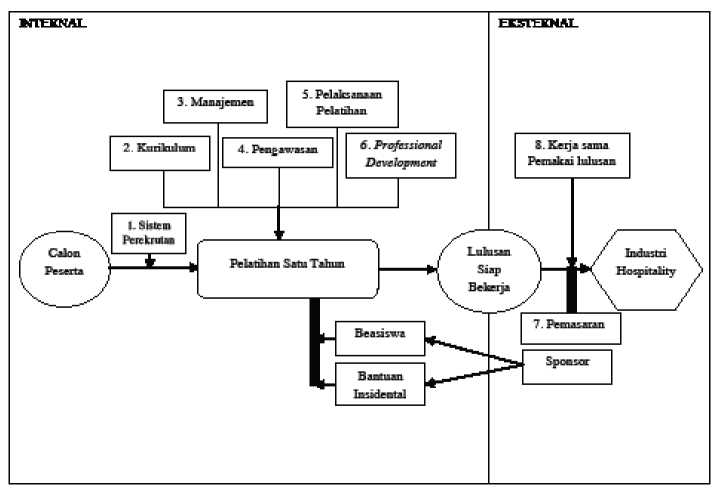 INTERNAL
EKSTERNAL
3. Manajemen
5. Pelaksanaan
Pelatihan
2. Kurikulum
4. Pengawasan
6. Professional
Development
8. Kerja sama
Pemakai lulusan
1. Sistem
Perekrutan
Calon
Peserta
Pelatihan Satu Tahun
Lulusan
Siap
Bekerja
Industri
Hospitality
7. Pemasaran
Beasiswa
Sponsor
Bantuan
Insidental